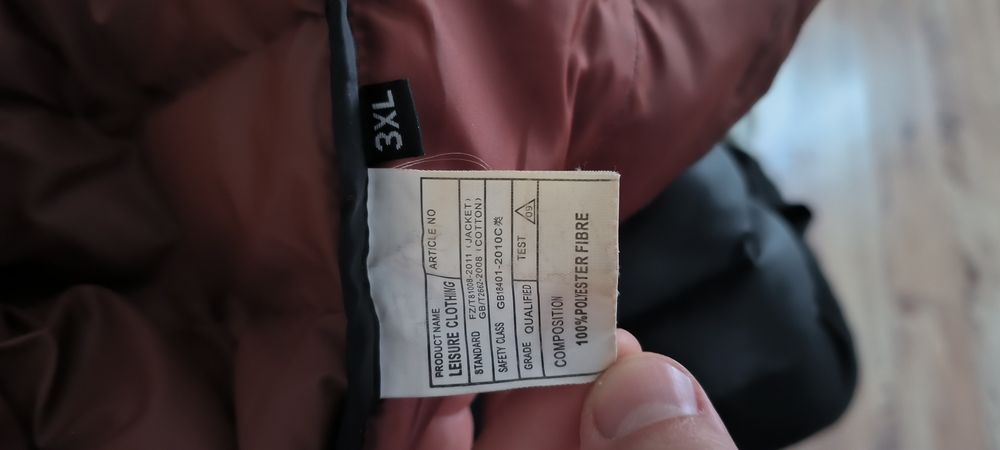 3XL
PRODUCT NAME ARTICLE NO
LEISURE CLOTHING
STANDARD FZ/T81008-2011 (JACKET)
GB/T2662-2008 (COTTON)
SAFETY CLASS GB18401-2010C类
GRADE QUALIFIED TEST 09
COMPOSITION
100%POLYESTER FIBRE